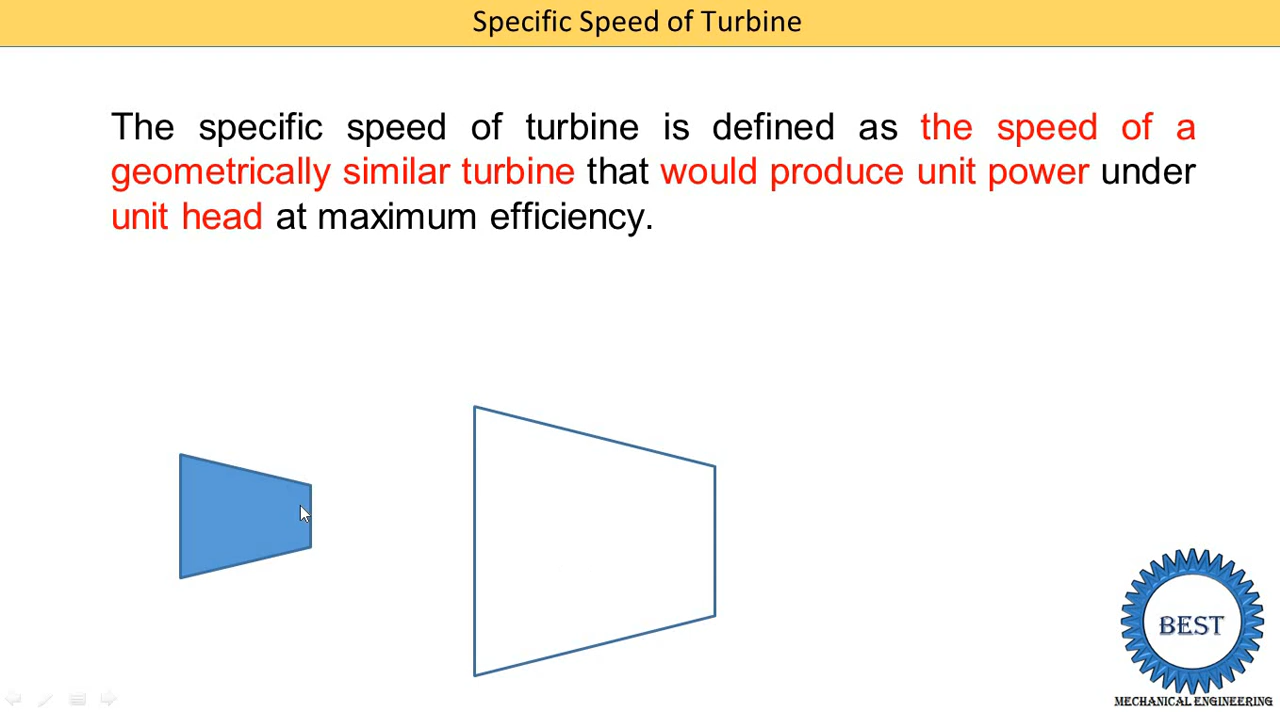 Specific Speed of Turbine
The specific speed of turbine is defined as the speed of a
geometrically similar turbine that would produce unit power under
unit head at maximum efficiency.
BEST
MECHANICAL ENGINEERING